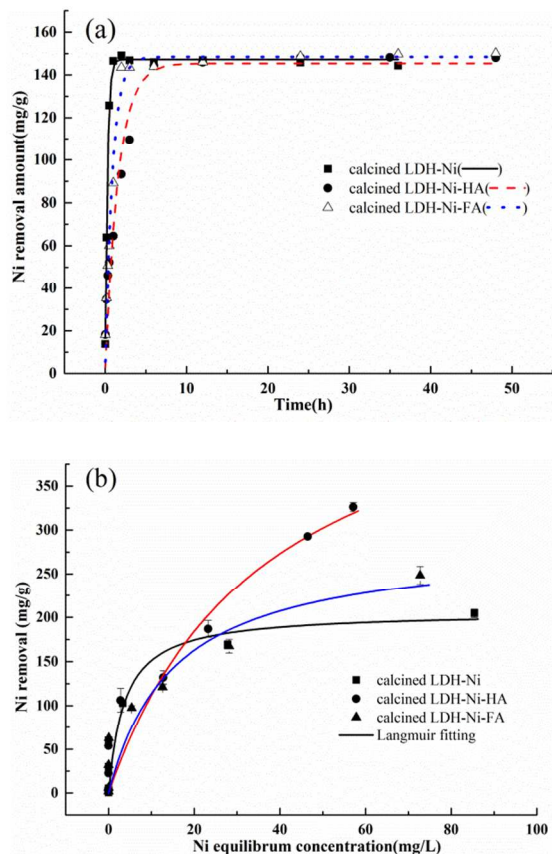 (a)
Ni removal amount(mg/g)
160
140
120
100
80
60
40
20
0
calcined LDH-Ni( )
calcined LDH-Ni-HA( )
calcined LDH-Ni-FA( )
0 10 20 30 40 50
Time(h)
(b)
Ni removal (mg/g)
350
300
250
200
150
100
50
0
calcined LDH-Ni
calcined LDH-Ni-HA
calcined LDH-Ni-FA
Langmuir fitting
0 20 40 60 80 100
Ni equilibrum concentration(mg/L)